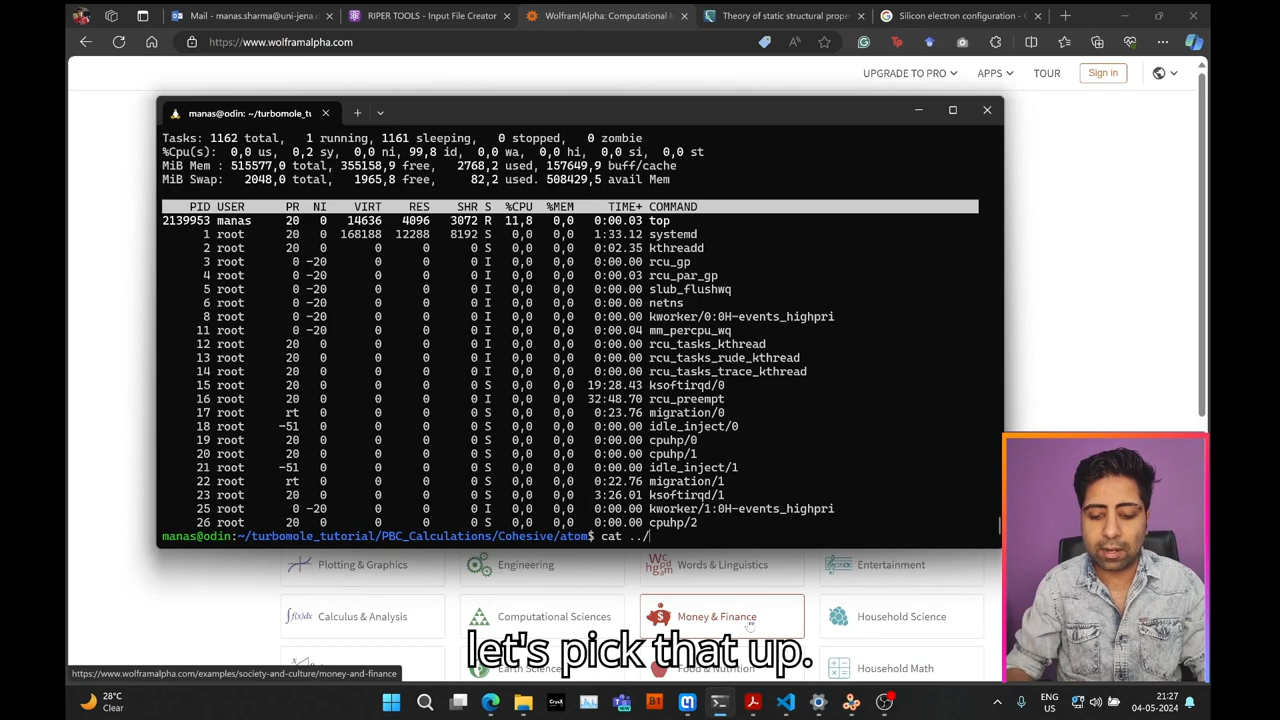 Mail - manas.sharma@uni-jena.d
RIPER TOOLS - Input File Creator
Wolfram|Alpha: Computational I
Theory of static structural prope
Silicon electron configuration -
https://www.wolframalpha.com
UPGRADE TO PRO
APPS
TOUR
Sign in
manas@odin: ~/turbomole_tut
Tasks: 1162 total, 1 running, 1161 sleeping, 0 stopped, 0 zombie
%Cpu(s): 0,0 us, 0,2 sy, 0,0 ni, 99,8 id, 0,0 wa, 0,0 hi, 0,0 si, 0,0 st
MiB Mem : 515577,0 total, 355158,9 free, 2768,2 used, 157649,9 buff/cache
MiB Swap: 2048,0 total, 1965,8 free, 82,2 used. 508429,5 avail Mem
PID USER PR NI VIRT RES SHR S %CPU %MEM TIME+ COMMAND
2139953 manas 20 0 14636 4096 3072 R 11,8 0,0 0:00.03 top
1 root 20 0 168188 12288 8192 S 0,0 0,0 1:33.12 systemd
2 root 20 0 0 0 0 S 0,0 0,0 0:02.35 kthreadd
3 root 0 -20 0 0 0 I 0,0 0,0 0:00.00 rcu_gp
4 root 0 -20 0 0 0 I 0,0 0,0 0:00.00 rcu_par_gp
5 root 0 -20 0 0 0 I 0,0 0,0 0:00.00 slub_flushwq
6 root 0 -20 0 0 0 I 0,0 0,0 0:00.00 netns
8 root 0 -20 0 0 0 I 0,0 0,0 0:00.00 kworker/0:0H-events_highpri
11 root 0 -20 0 0 0 I 0,0 0,0 0:00.04 mm_percpu_wq
12 root 20 0 0 0 0 I 0,0 0,0 0:00.00 rcu_tasks_kthread
13 root 20 0 0 0 0 I 0,0 0,0 0:00.00 rcu_tasks_rude_kthread
14 root 20 0 0 0 0 I 0,0 0,0 0:00.00 rcu_tasks_trace_kthread
15 root 20 0 0 0 0 S 0,0 0,0 19:28.43 ksoftirqd/0
16 root 20 0 0 0 0 I 0,0 0,0 32:48.70 rcu_preempt
17 root rt 0 0 0 0 S 0,0 0,0 0:23.76 migration/0
18 root -51 0 0 0 0 S 0,0 0,0 0:00.00 idle_inject/0
19 root 20 0 0 0 0 S 0,0 0,0 0:00.00 cpuhp/0
20 root 20 0 0 0 0 S 0,0 0,0 0:00.00 cpuhp/1
21 root -51 0 0 0 0 S 0,0 0,0 0:00.00 idle_inject/1
22 root rt 0 0 0 0 S 0,0 0,0 0:22.76 migration/1
23 root 20 0 0 0 0 S 0,0 0,0 3:26.01 ksoftirqd/1
25 root 0 -20 0 0 0 I 0,0 0,0 0:00.00 kworker/1:0H-events_highpri
26 root 20 0 0 0 0 S 0,0 0,0 0:00.00 cpuhp/2
manas@odin:~/turbomole_tutorial/PBC_Calculations/Cohesive/atom$ cat ../
Plotting & Graphics
Engineering
Words & Linguistics
Entertainment
Calculus & Analysis
Computational Sciences
Money & Finance
Household Science
let's pick that up.
Earth Science
Food & Nutrition
Household Math
https://www.wolframalpha.com/examples/society-and-culture/money-and-finance
28°C
Clear
ENG
US
21:27
04-05-2024